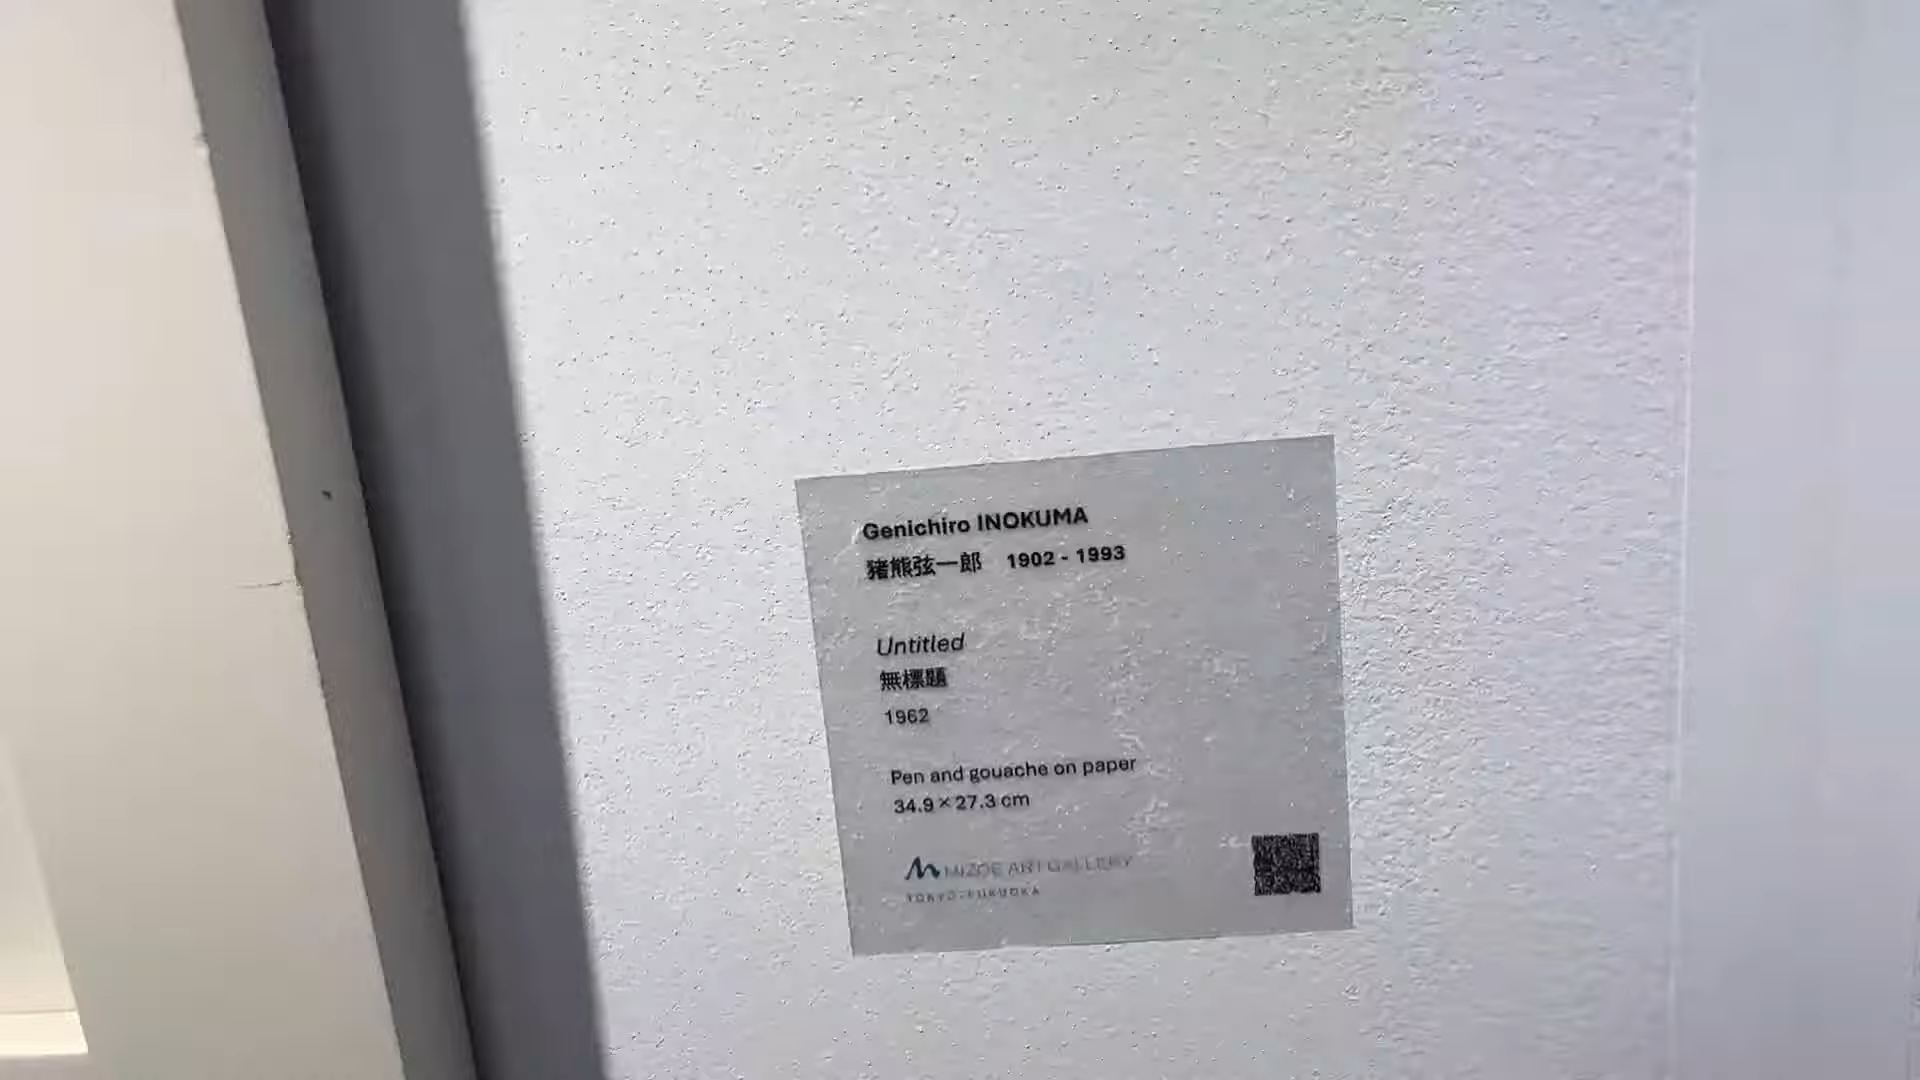 Genichiro INOKUMA
猪熊弦一郎 1902 - 1993
Untitled
無標題
1962
Pen and gouache on paper
34.9 × 27.3 cm
MIZOE ART GALLERY
TOKYO-FUKUOKA